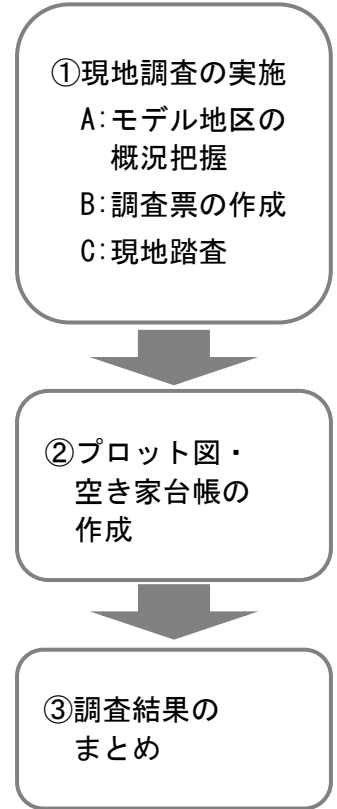 ①現地調査の実施
A:モデル地区の
概況把握
B:調査票の作成
C:現地踏査
②プロット図・
空き家台帳の
作成
③調査結果の
まとめ